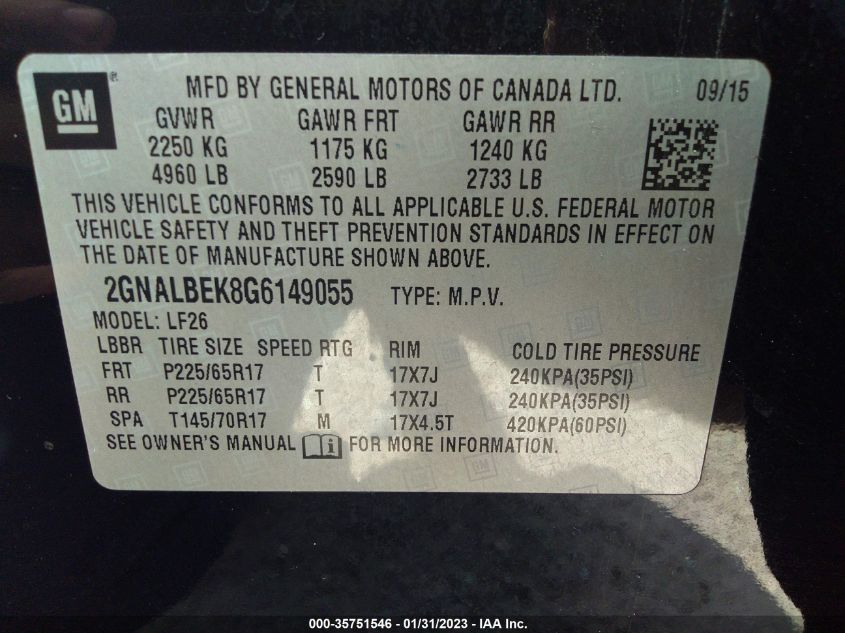 GM ® MFD BY GENERAL MOTORS OF CANADA LTD. 09/15
GVWR GAWR FRT GAWR RR
2250 KG 1175 KG 1240 KG
4960 LB 2590 LB 2733 LB
THIS VEHICLE CONFORMS TO ALL APPLICABLE U.S. FEDERAL MOTOR
VEHICLE SAFETY AND THEFT PREVENTION STANDARDS IN EFFECT ON
THE DATE OF MANUFACTURE SHOWN ABOVE.
2GNALBEK8G6149055 TYPE: M.P.V.
MODEL: LF26
LBBR TIRE SIZE SPEED RTG RIM COLD TIRE PRESSURE
FRT P225/65R17 T 17X7J 240KPA(35PSI)
RR P225/65R17 T 17X7J 240KPA(35PSI)
SPA T145/70R17 M 17X4.5T 420KPA(60PSI)
SEE OWNER'S MANUAL i FOR MORE INFORMATION.
000-35751546 - 01/31/2023 - IAA Inc.